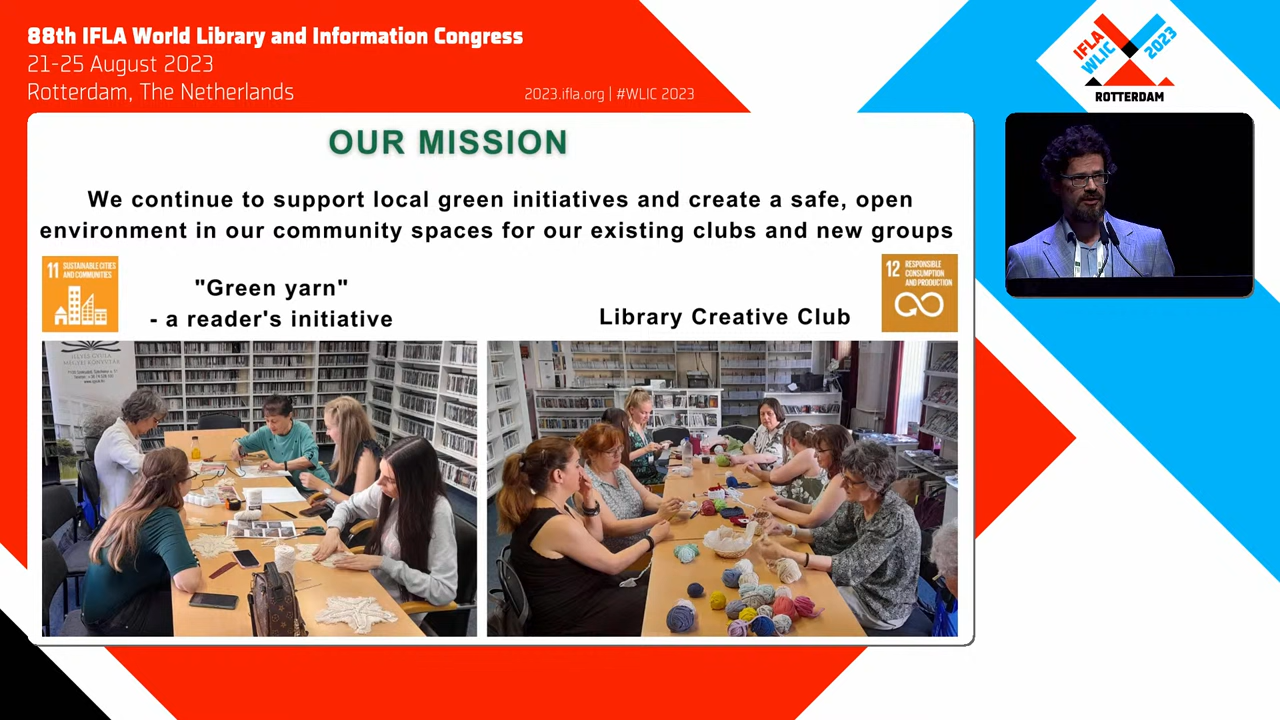 88th IFLA World Library and Information Congress
21-25 August 2023
Rotterdam, The Netherlands
2023.ifla.org | #WLIC 2023
IFLA
WLIC
2023
ROTTERDAM
OUR MISSION
We continue to support local green initiatives and create a safe, open
environment in our community spaces for our existing clubs and new groups
11 SUSTAINABLE CITIES
AND COMMUNITIES
"Green yarn"
- a reader's initiative
Library Creative Club
12 RESPONSIBLE
CONSUMPTION
AND PRODUCTION